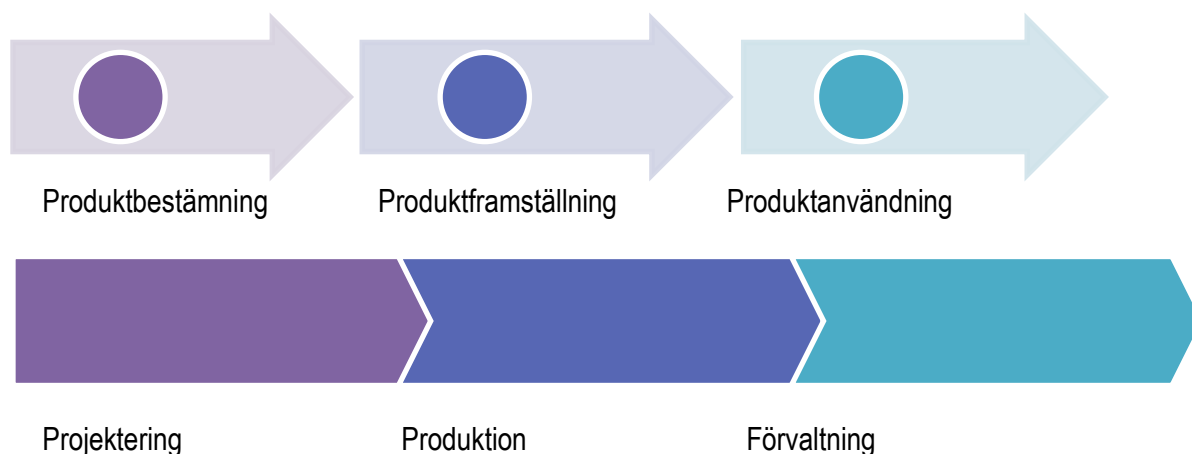 Produktbestämning
Produktframställning
Produktanvändning
Projektering
Produktion
Förvaltning